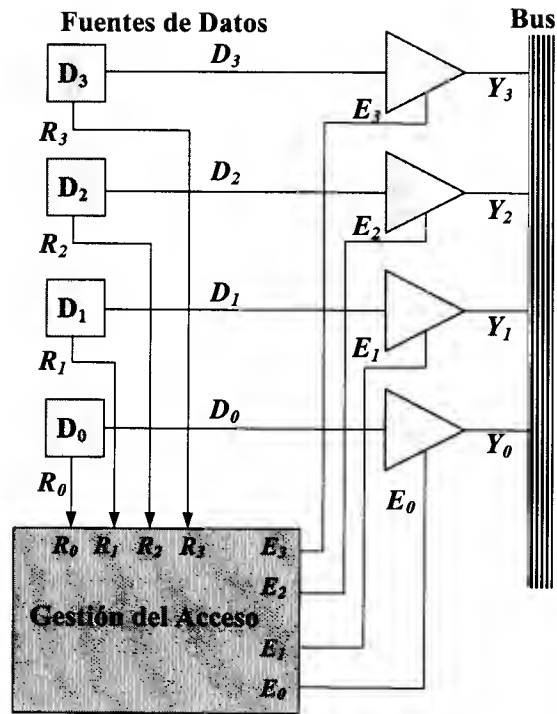 Fuentes de Datos
Bus
D₃
D₃
Y₃
R₃
E₃
D₂
D₂
Y₂
R₂
E₂
D₁
D₁
Y₁
R₁
E₁
D₀
D₀
Y₀
R₀
E₀
R₀ R₁ R₂ R₃ E₃
E₂
Gestión del Acceso
E₁
E₀